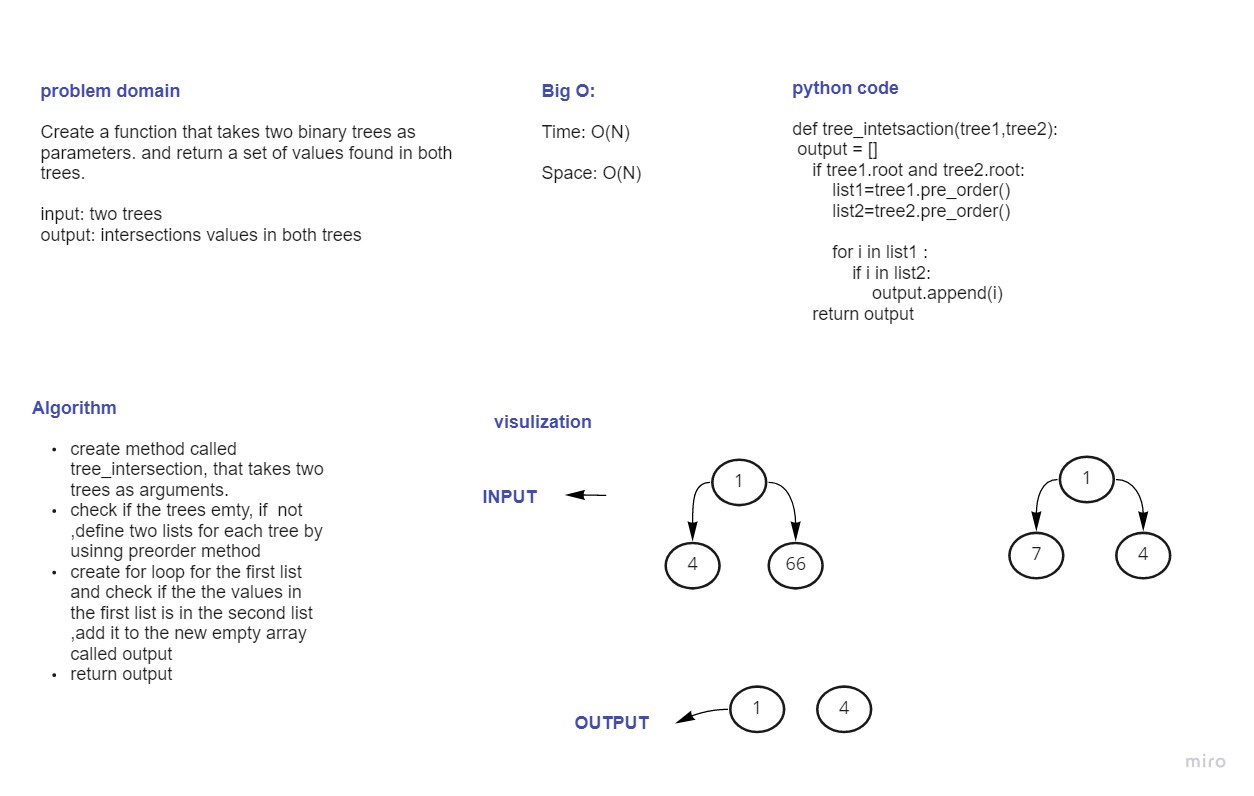 problem domain
Create a function that takes two binary trees as
parameters. and return a set of values found in both
trees.
input: two trees
output: intersections values in both trees
Big O:
Time: O(N)
Space: O(N)
python code
def tree_intetsaction(tree1,tree2):
output = []
if tree1.root and tree2.root:
list1=tree1.pre_order()
list2=tree2.pre_order()
for i in list1 :
if i in list2:
output.append(i)
return output
Algorithm
• create method called
tree_intersection, that takes two
trees as arguments.
• check if the trees emty, if  not
,define two lists for each tree by
usinng preorder method
• create for loop for the first list
and check if the the values in
the first list is in the second list
,add it to the new empty array
called output
• return output
visulization
INPUT
1
4 66
1
7 4
OUTPUT
1 4
miro